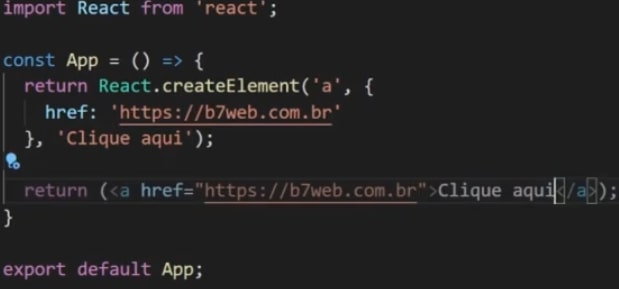 import React from 'react';
const App = () => {
return React.createElement('a', {
href: 'https://b7web.com.br'
}, 'Clique aqui');
return (<a href="https://b7web.com.br">Clique aqui</a>);
}
export default App;